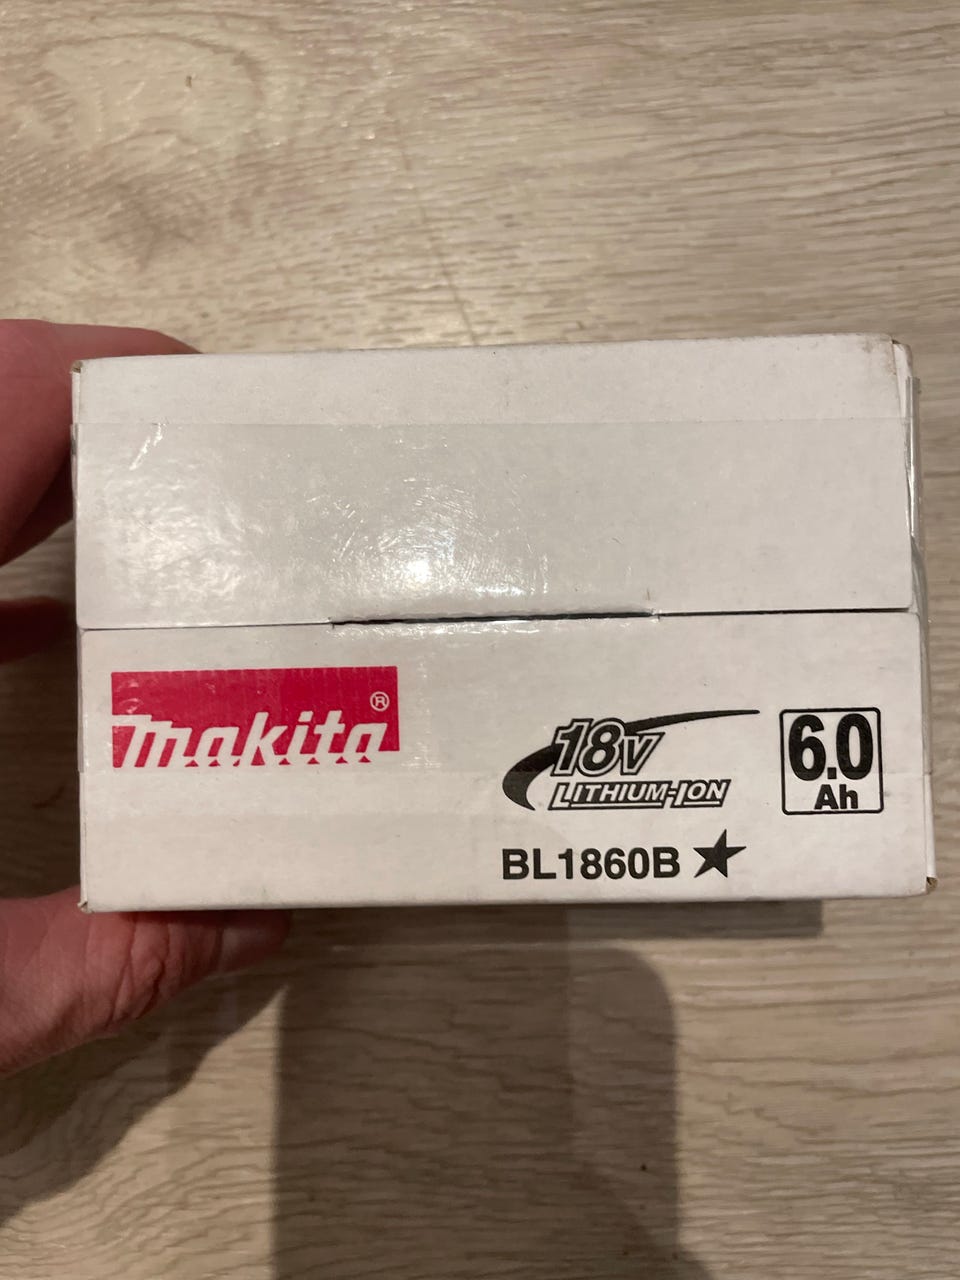 makita®
18V
LITHIUM-ION
6.0
Ah
BL1860B ★